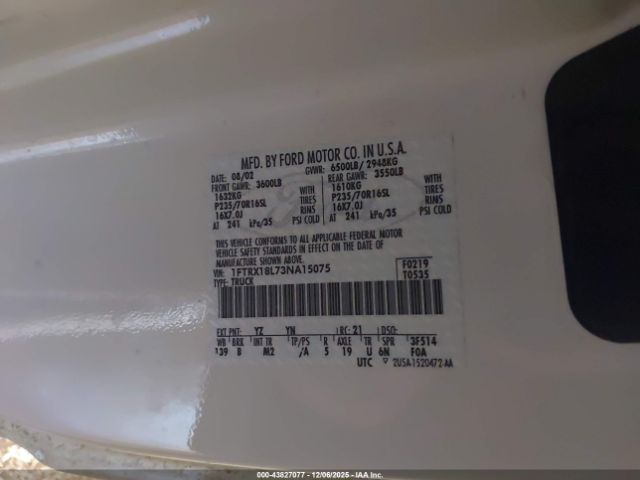 MFD. BY FORD MOTOR CO. IN U.S.A.
DATE: 08/02 GVWR: 6500LB/ 2948KG
FRONT GAWR: 3600LB REAR GAWR: 3550LB
1632KG WITH 1610KG WITH
P235/70R16SL TIRES P235/70R16SL TIRES
16X7.0J RIMS 16X7.0J RIMS
AT 241 kPa/35 PSI COLD AT 241 kPa/35 PSI COLD
THIS VEHICLE CONFORMS TO ALL APPLICABLE FEDERAL MOTOR
VEHICLE SAFETY STANDARDS IN EFFECT ON THE DATE OF MANUFACTURE
SHOWN ABOVE.
VIN: 1FTRX18L73NA15075 F0219
TYPE: TRUCK T0535
EXT PNT: YZ YN RC: 21 DSO:
WB BRK INT TR TP/PS R AXLE TR SPR 3F514
139 B M2 /A 5 19 U 6N F0A
UTC ▽ 2U5A-1520472-AA
000-43827077 - 12/06/2025 - IAA Inc.